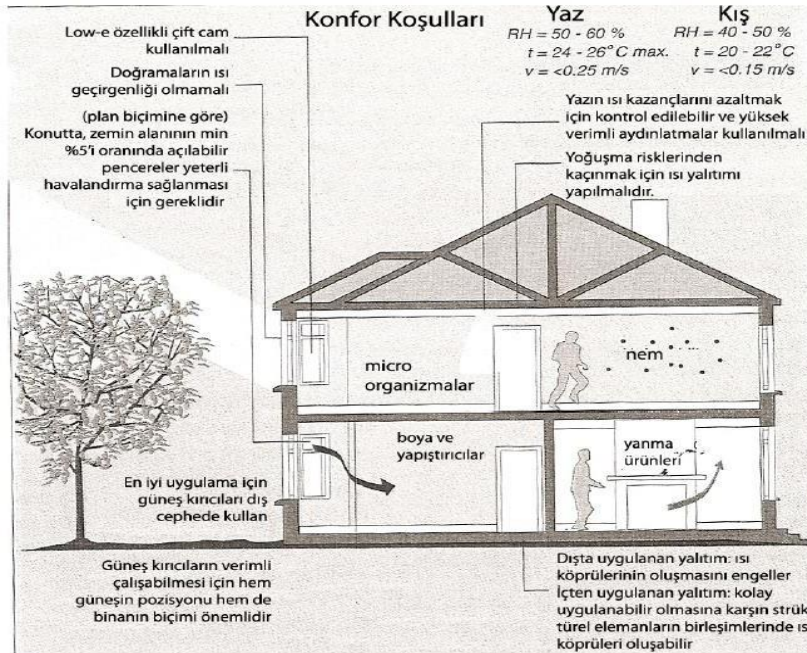 Konfor Koşulları
Yaz
RH = 50 - 60 %
t = 24 - 26°C max.
v = <0.25 m/s
Kış
RH = 40 - 50 %
t = 20 - 22°C
v = <0.15 m/s
Low-e özellikli çift cam
kullanılmalı
Doğramaların ısı
geçirgenliği olmamalı
(plan biçimine göre)
Konutta, zemin alanının min
%5'i oranında açılabilir
pencereler yeterli
havalandırma sağlanması
için gereklidir
Yazın ısı kazançlarını azaltmak
için kontrol edilebilir ve yüksek
verimli aydınlatmalar kullanılmalı
Yoğuşma risklerinden
kaçınmak için ısı yalıtımı
yapılmalıdır.
micro
organizmalar
nem
boya ve
yapıştırıcılar
yanma
ürünleri
En iyi uygulama için
güneş kırıcıları dış
cephede kullan
Güneş kırıcıların verimli
çalışabilmesi için hem
güneşin pozisyonu hem de
binanın biçimi önemlidir
Dışta uygulanan yalıtım: ısı
köprülerinin oluşmasını engeller
İçten uygulanan yalıtım: kolay
uygulanabilir olmasına karşın strük
türel elemanların birleşimlerinde ıs
köprüleri oluşabilir